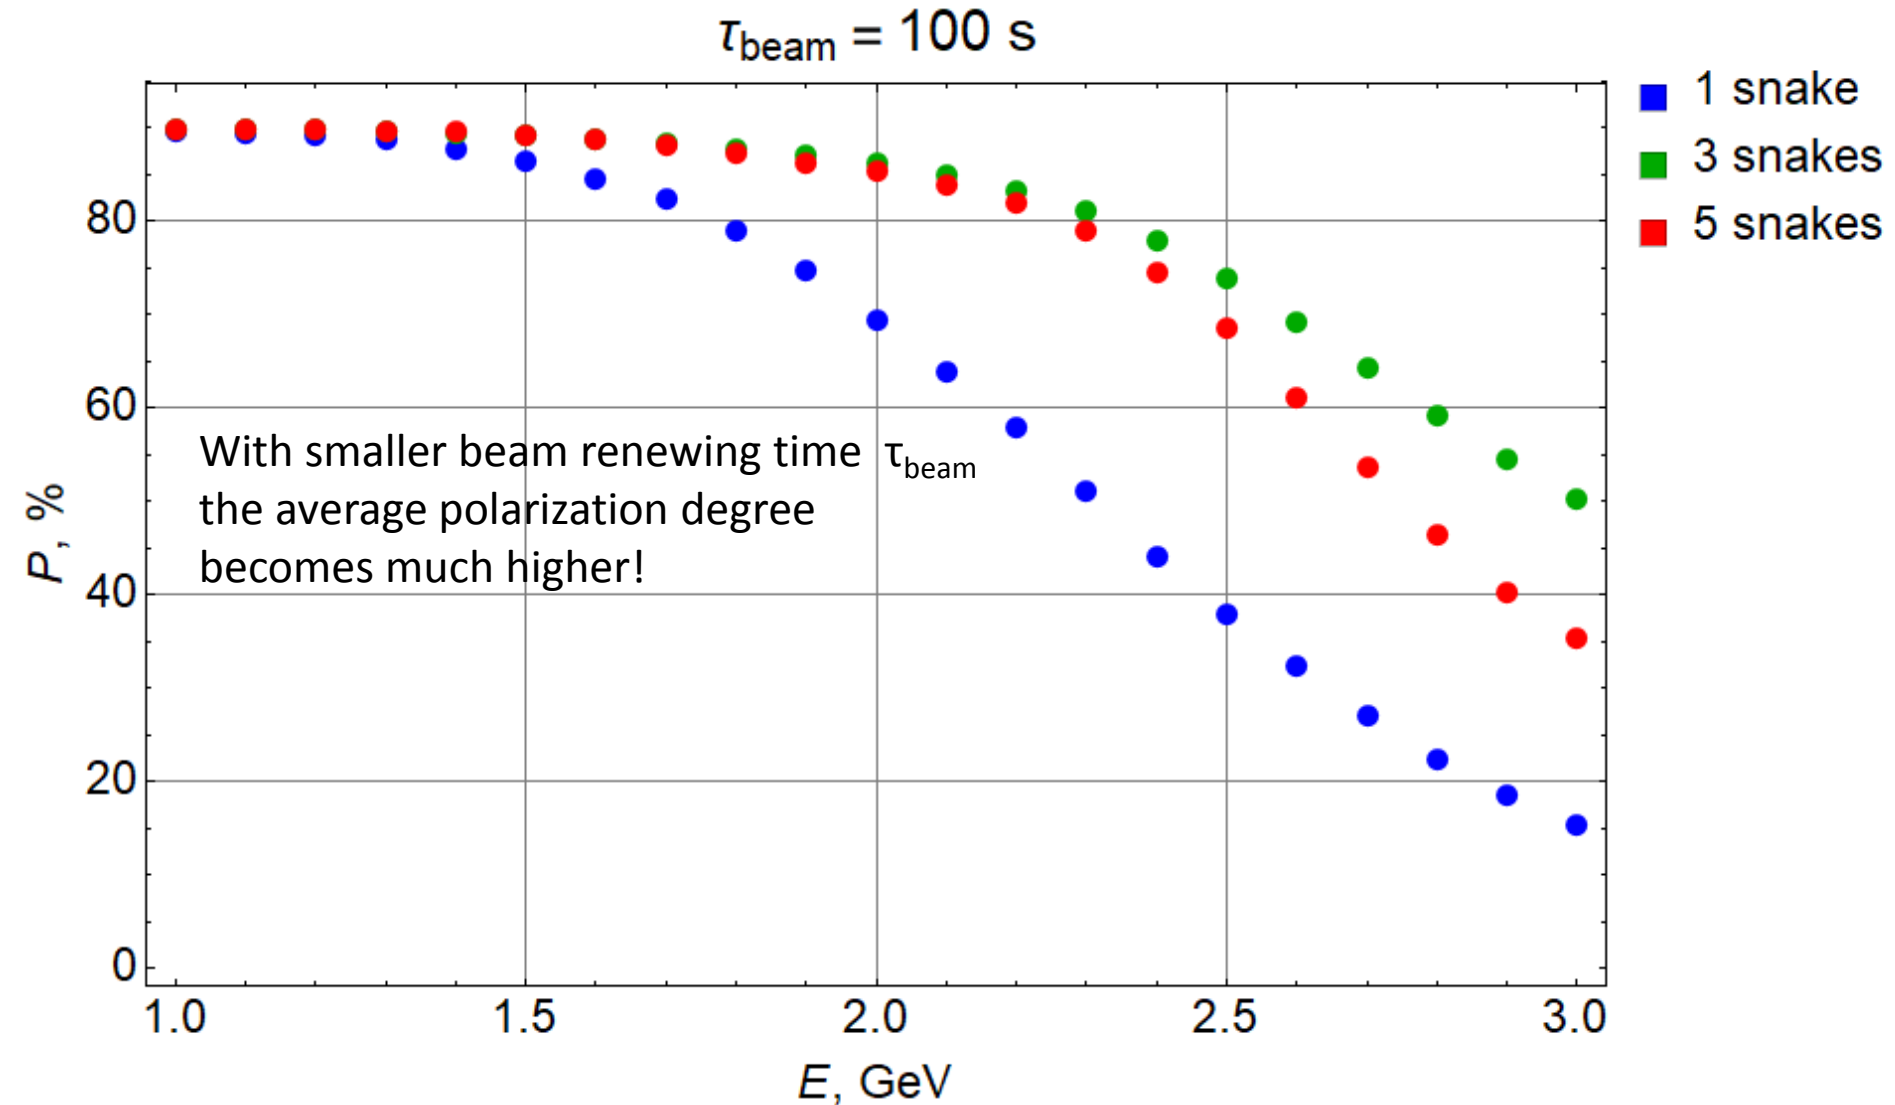 τbeam = 100 s
1 snake
3 snakes
5 snakes
80
60
40
20
0
P, %
With smaller beam renewing time τbeam
the average polarization degree
becomes much higher!
1.0 1.5 2.0 2.5 3.0
E, GeV